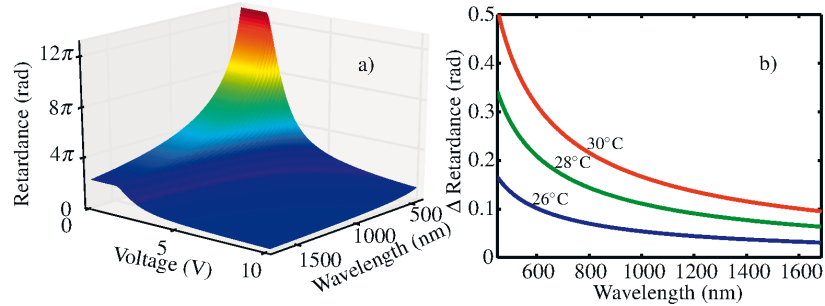 a)
12π
8π
4π
0
Retardance (rad)
0
5
10
Voltage (V)
1500
1000
500
Wavelength (nm)
b)
0.5
0.4
0.3
0.2
0.1
0
Δ Retardance (rad)
30°C
28°C
26°C
600 800 1000 1200 1400 1600
Wavelength (nm)